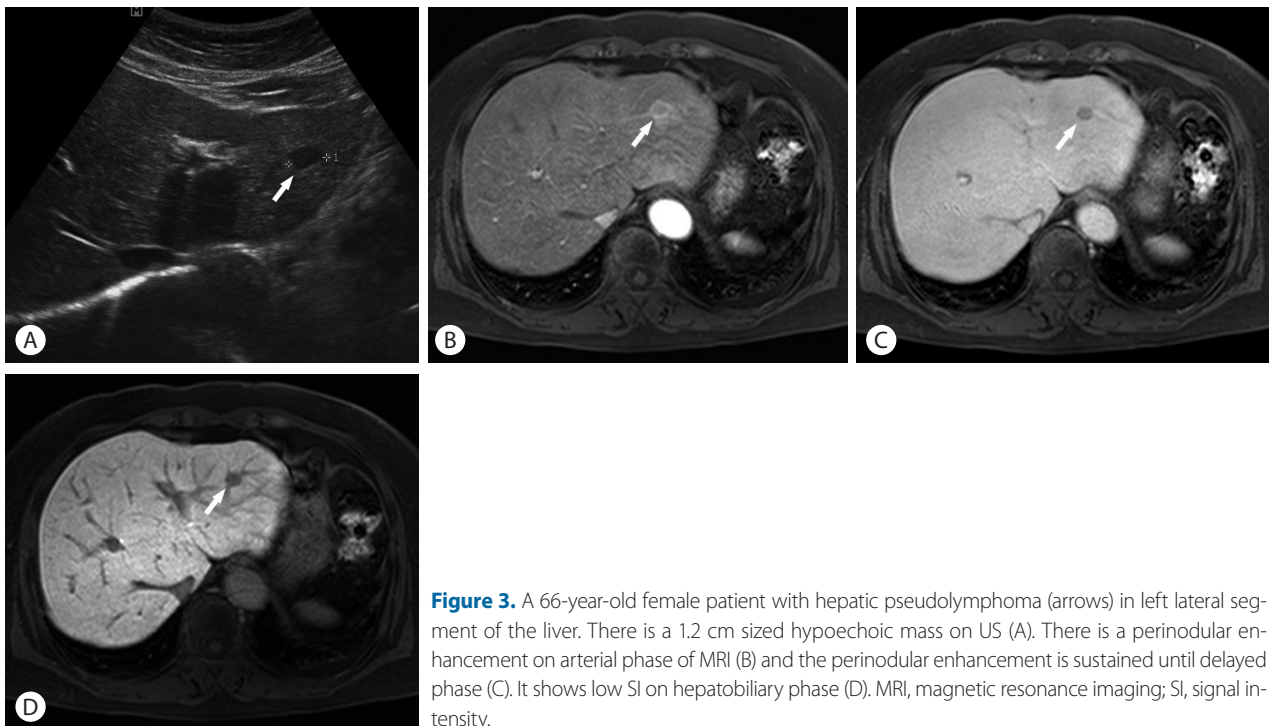 M
1
A
B
C
D
Figure 3. A 66-year-old female patient with hepatic pseudolymphoma (arrows) in left lateral seg-
ment of the liver. There is a 1.2 cm sized hypoechoic mass on US (A). There is a perinodular en-
hancement on arterial phase of MRI (B) and the perinodular enhancement is sustained until delayed
phase (C). It shows low SI on hepatobiliary phase (D). MRI, magnetic resonance imaging; SI, signal in-
tensity.